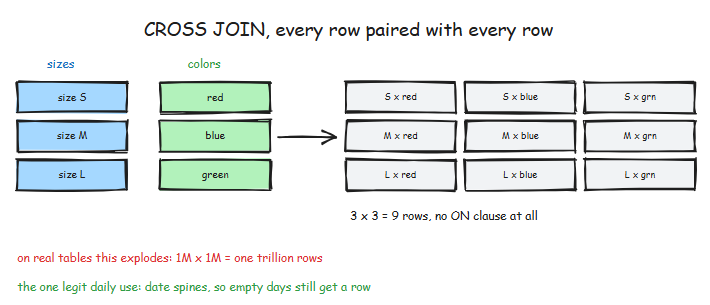 CROSS JOIN, every row paired with every row
sizes colors
size S red S x red S x blue S x grn
size M blue M x red M x blue M x grn
size L green L x red L x blue L x grn
3 x 3 = 9 rows, no ON clause at all
on real tables this explodes: 1M x 1M = one trillion rows
the one legit daily use: date spines, so empty days still get a row